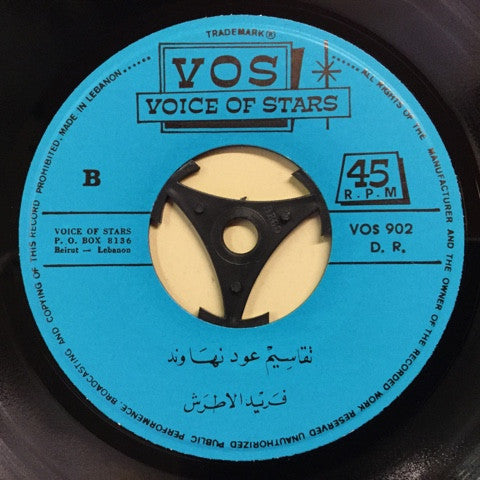 TRADEMARK ®
VOS
VOICE OF STARS
B
45
R.P.M
VOICE OF STARS
P. O. BOX 8136
Beirut — Lebanon
VOS 902
D. R.
تقاسيم عود نهاوند
فريد الاطرش
ALL RIGHTS OF THE MANUFACTURER AND THE OWNER OF THE RECORDED WORK RESERVED UNAUTHORIZED PUBLIC PERFORMENCE BROADCASTING AND COPYING OF THIS RECORD PROHIBITED. MADE IN LEBANON